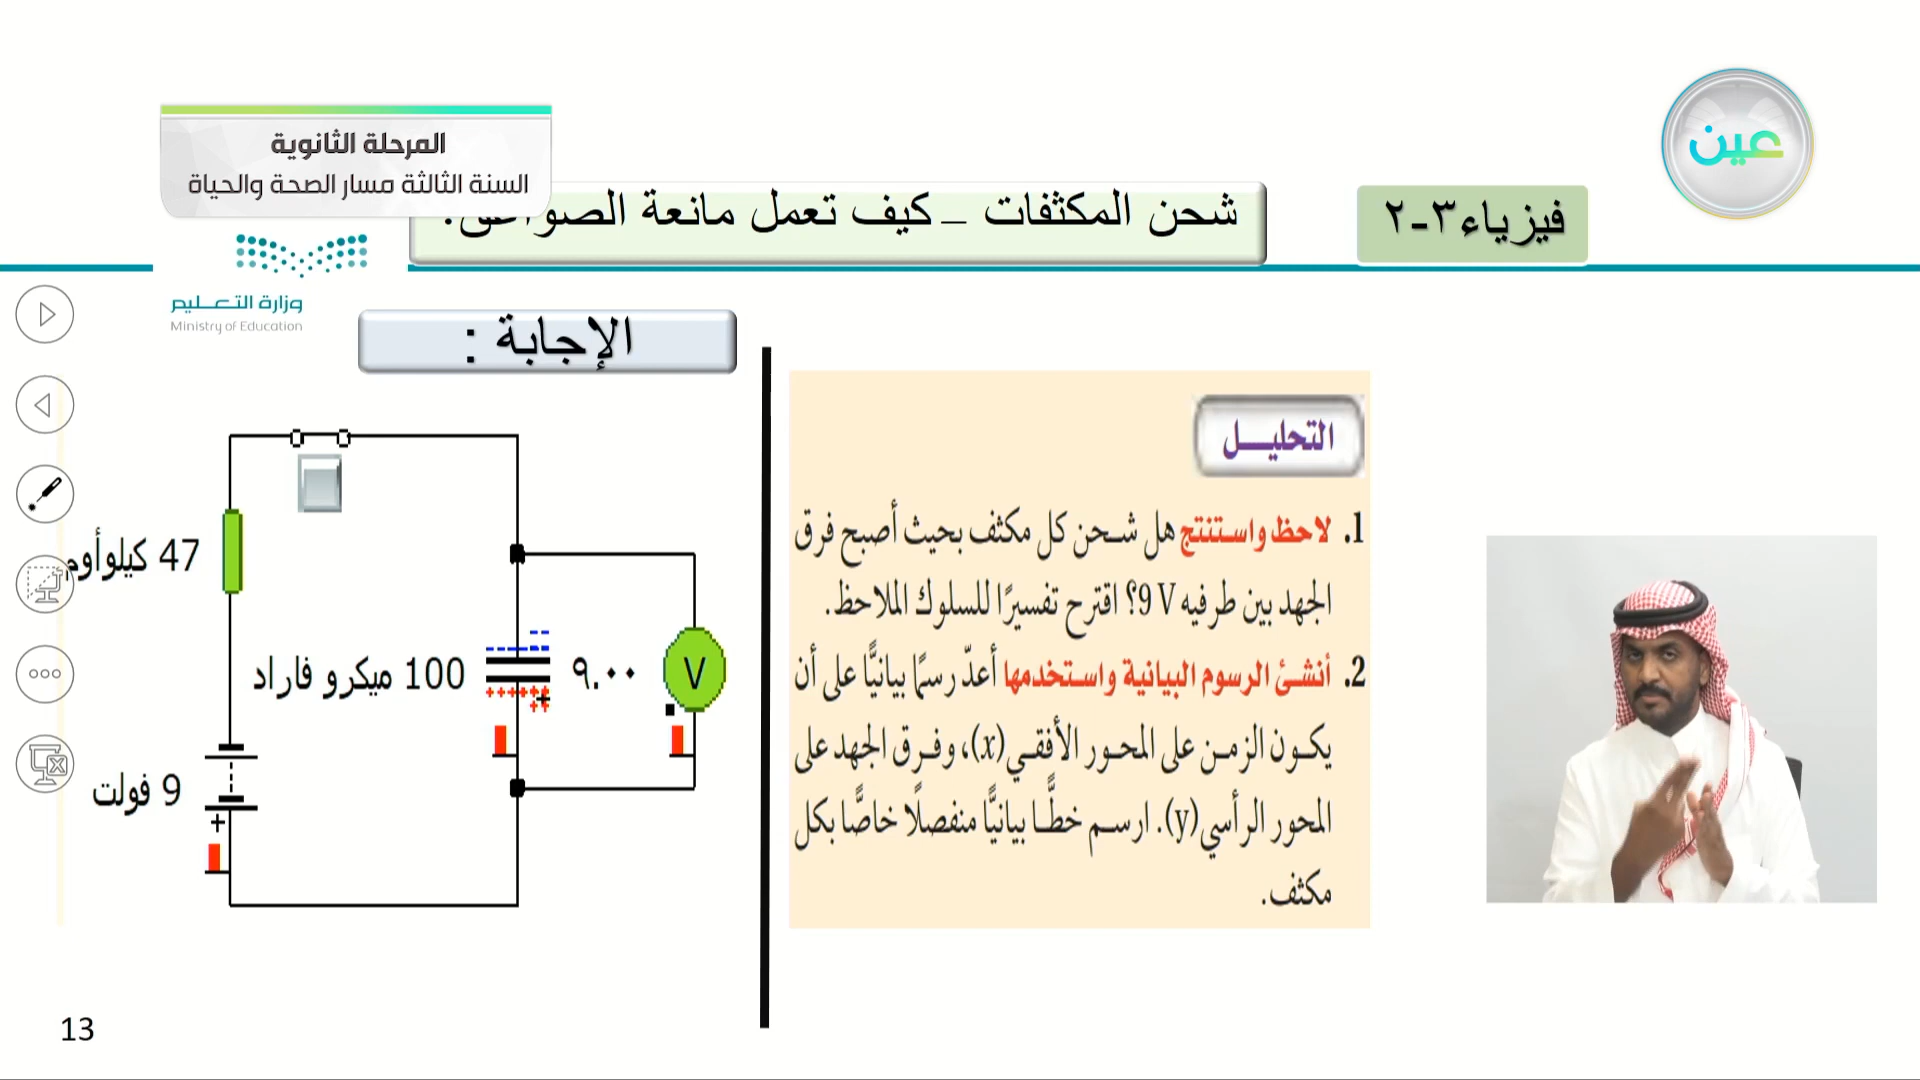 عين
المرحلة الثانوية
السنة الثالثة مسار الصحة والحياة
فيزياء٣-٢
شحن المكثفات – كيف تعمل مانعة الصواعق؟
وزارة التعليم
Ministry of Education
الإجابة :
التحليل
1. لاحظ واستنتج هل شحن كل مكثف بحيث أصبح فرق
الجهد بين طرفيه 9 V؟ اقترح تفسيرًا للسلوك الملاحظ.
2. أنشئ الرسوم البيانية واستخدمها أعدّ رسمًا بيانيًّا على أن
يكون الزمن على المحور الأفقي (x)، وفرق الجهد على
المحور الرأسي (y). ارسم خطًّا بيانيًّا منفصلًا خاصًّا بكل
مكثف.
47 كيلوأوم
100 ميكرو فاراد
٩.٠٠
V
9 فولت
+
13